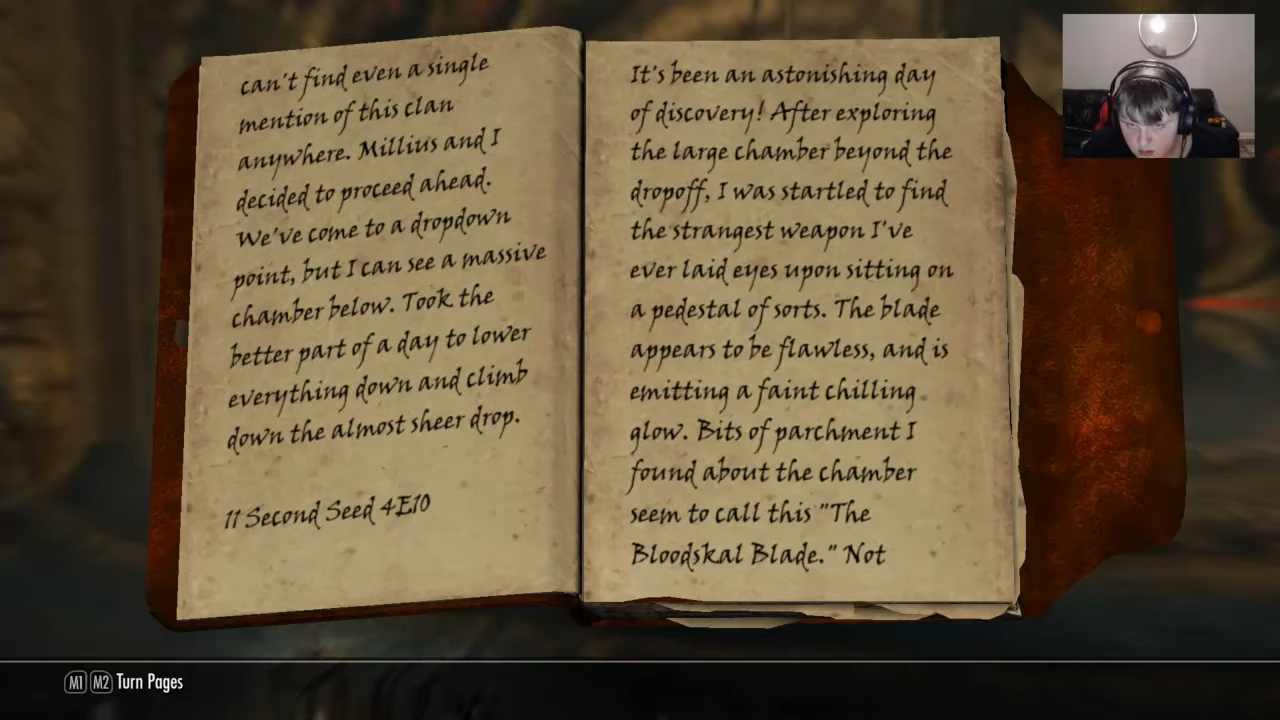 can't find even a single
mention of this clan
anywhere. Millius and I
decided to proceed ahead.
We've come to a dropdown
point, but I can see a massive
chamber below. Took the
better part of a day to lower
everything down and climb
down the almost sheer drop.
11 Second Seed 4E10
It's been an astonishing day
of discovery! After exploring
the large chamber beyond the
dropoff, I was startled to find
the strangest weapon I've
ever laid eyes upon sitting on
a pedestal of sorts. The blade
appears to be flawless, and is
emitting a faint chilling
glow. Bits of parchment I
found about the chamber
seem to call this "The
Bloodskal Blade." Not
M1 M2 Turn Pages